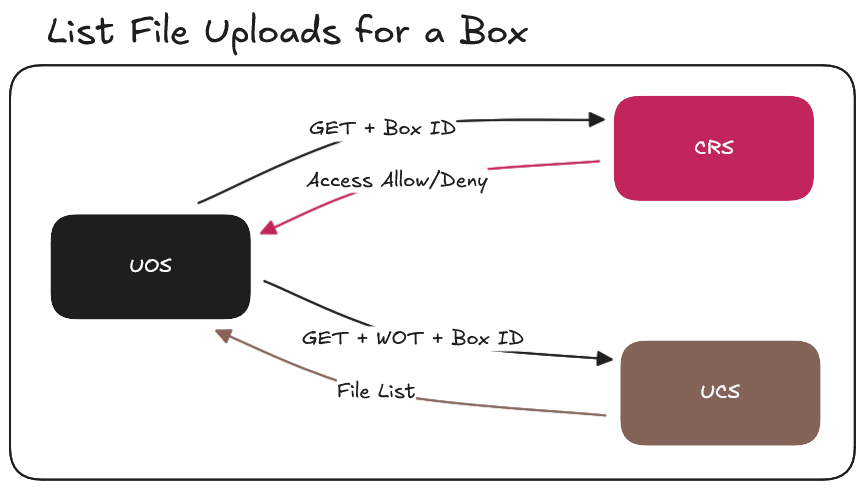 List File Uploads for a Box
GET + Box ID
CRS
Access Allow/Deny
UOS
GET + WOT + Box ID
File List
UCS